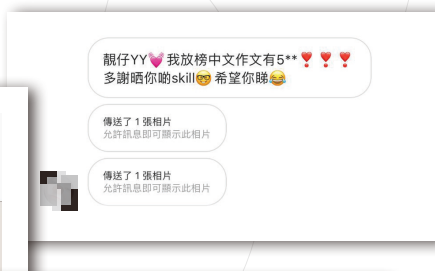 靚仔YY💓我放榜中文作文有5**❣️❣️❣️
多謝晒你啲skill🤓希望你睇😂
傳送了 1 張相片
允許訊息即可顯示此相片
傳送了 1 張相片
允許訊息即可顯示此相片